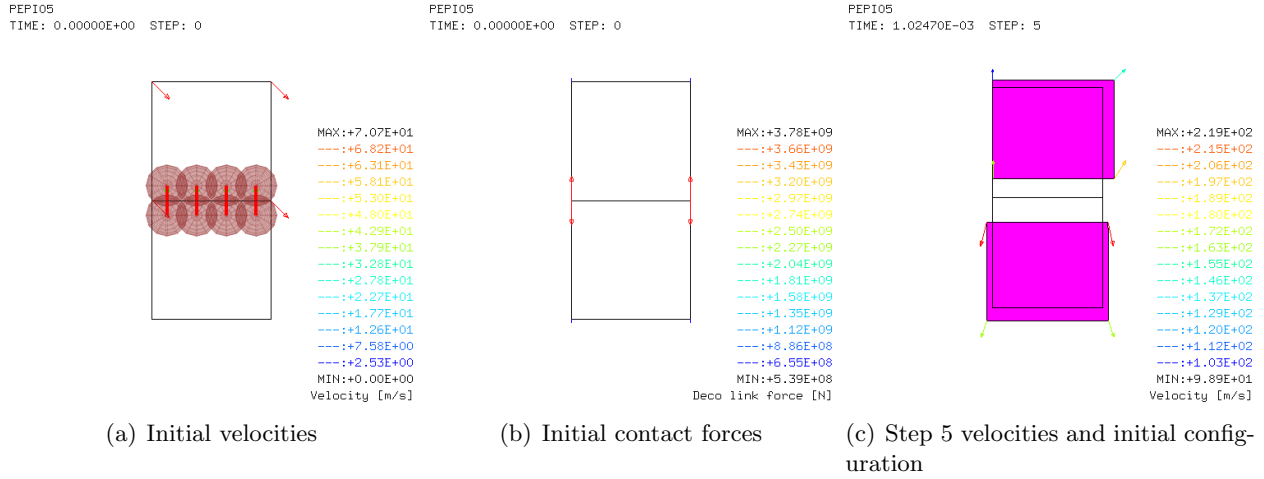 PEPI05
TIME: 0.00000E+00 STEP: 0
MAX:+7.07E+01
---:+6.82E+01
---:+6.31E+01
---:+5.81E+01
---:+5.30E+01
---:+4.80E+01
---:+4.29E+01
---:+3.79E+01
---:+3.28E+01
---:+2.78E+01
---:+2.27E+01
---:+1.77E+01
---:+1.26E+01
---:+7.58E+00
---:+2.53E+00
MIN:+0.00E+00
Velocity [m/s]
(a) Initial velocities
PEPI05
TIME: 0.00000E+00 STEP: 0
MAX:+3.78E+09
---:+3.66E+09
---:+3.43E+09
---:+3.20E+09
---:+2.97E+09
---:+2.74E+09
---:+2.50E+09
---:+2.27E+09
---:+2.04E+09
---:+1.81E+09
---:+1.58E+09
---:+1.35E+09
---:+1.12E+09
---:+8.86E+08
---:+6.55E+08
MIN:+5.39E+08
Deco link force [N]
(b) Initial contact forces
PEPI05
TIME: 1.02470E-03 STEP: 5
MAX:+2.19E+02
---:+2.15E+02
---:+2.06E+02
---:+1.97E+02
---:+1.89E+02
---:+1.80E+02
---:+1.72E+02
---:+1.63E+02
---:+1.55E+02
---:+1.46E+02
---:+1.37E+02
---:+1.29E+02
---:+1.20E+02
---:+1.12E+02
---:+1.03E+02
MIN:+9.89E+01
Velocity [m/s]
(c) Step 5 velocities and initial config-
uration